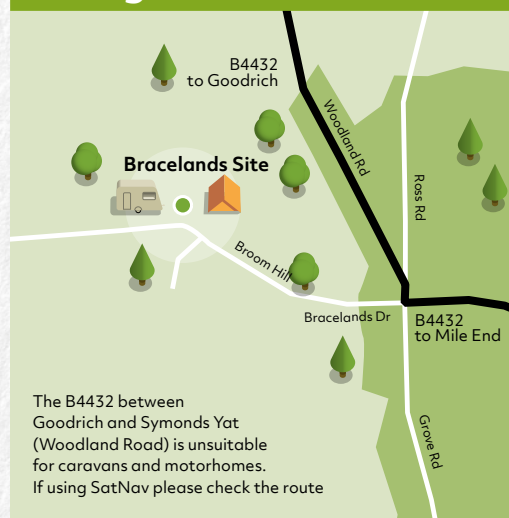 B4432
to Goodrich
Woodland Rd
Bracelands Site
Ross Rd
Broom Hill
Bracelands Dr
B4432
to Mile End
Grove Rd
The B4432 between
Goodrich and Symonds Yat
(Woodland Road) is unsuitable
for caravans and motorhomes.
If using SatNav please check the route